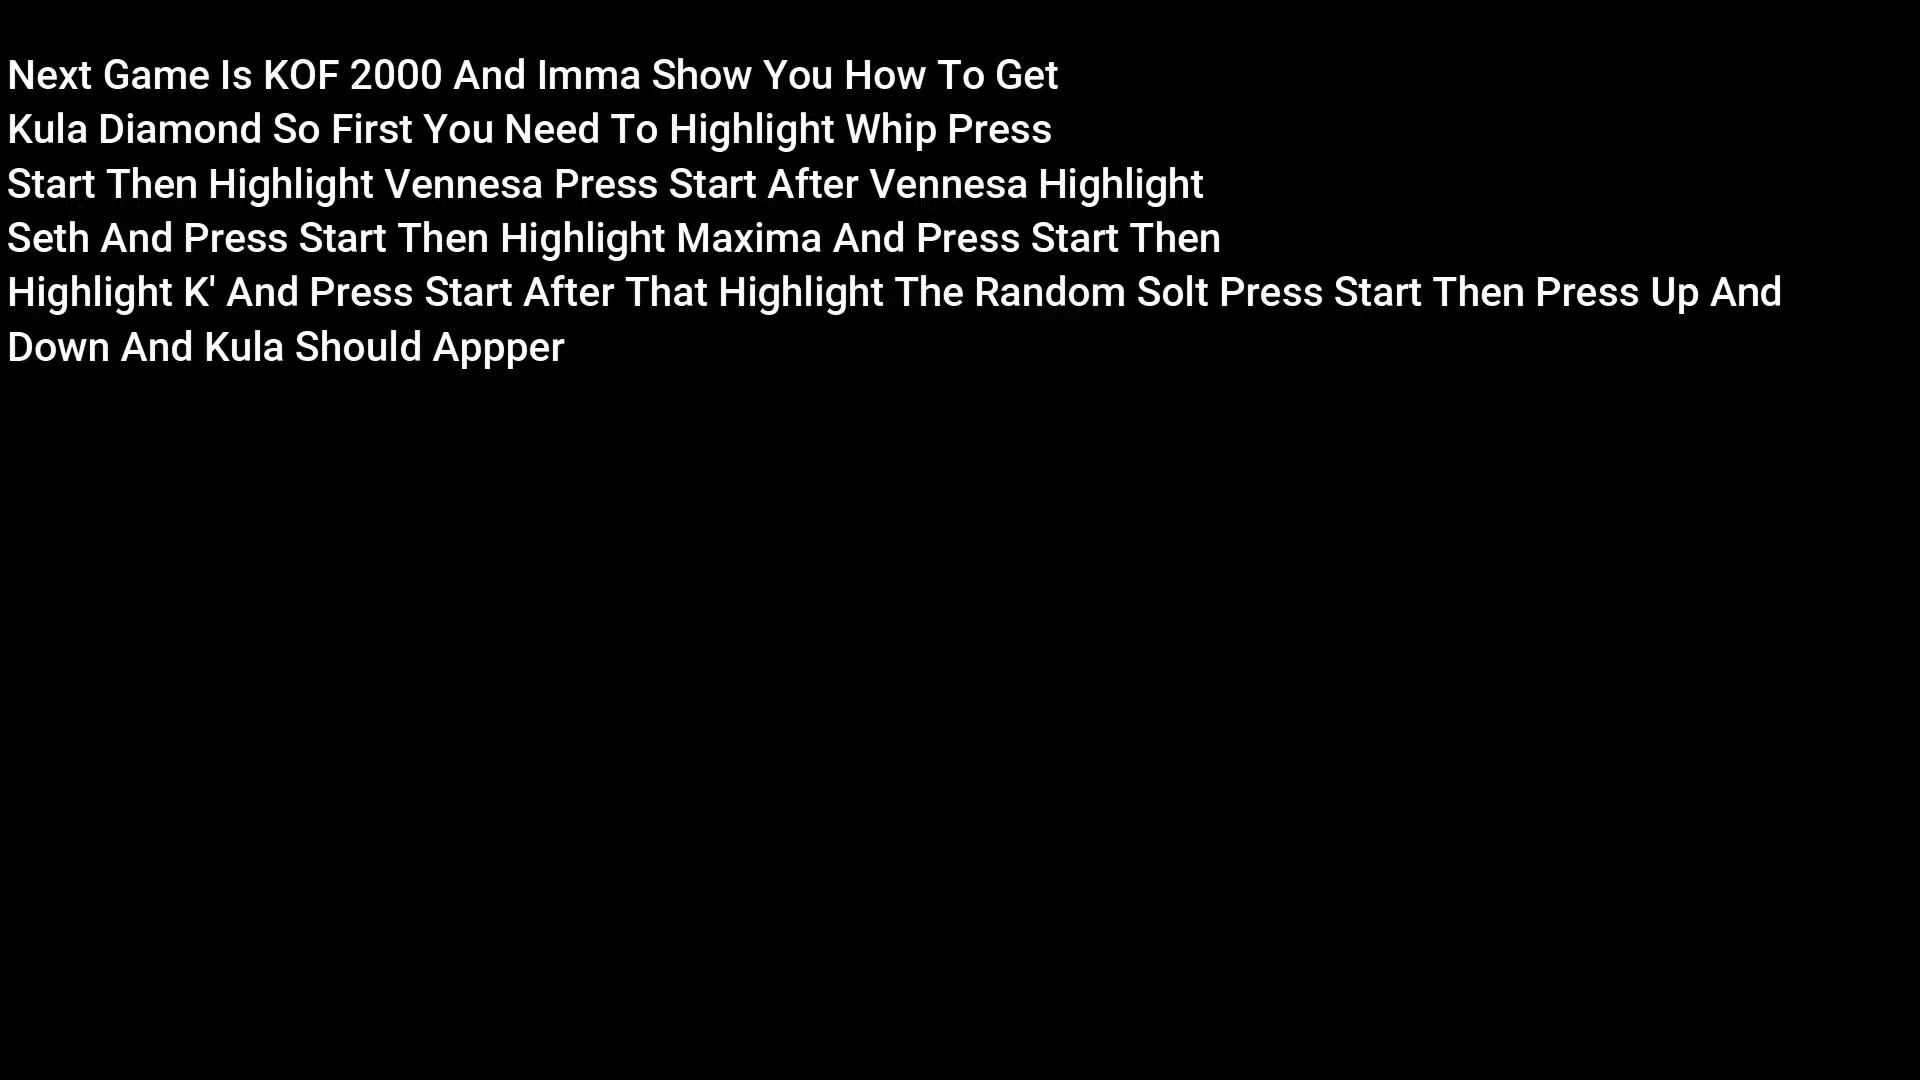 Next Game Is KOF 2000 And Imma Show You How To Get
Kula Diamond So First You Need To Highlight Whip Press
Start Then Highlight Vennesa Press Start After Vennesa Highlight
Seth And Press Start Then Highlight Maxima And Press Start Then
Highlight K' And Press Start After That Highlight The Random Solt Press Start Then Press Up And
Down And Kula Should Appper